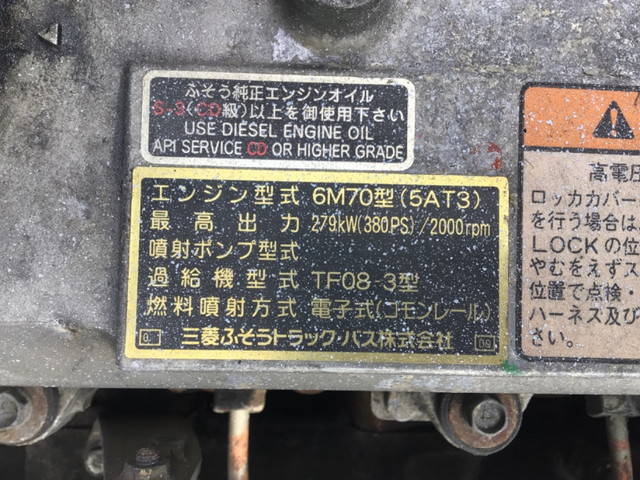 ふそう純正エンジンオイル
S-3(CD級)以上を御使用下さい
USE DIESEL ENGINE OIL
API SERVICE CD OR HIGHER GRADE
エンジン型式 6M70型(5AT3)
最高出力 279kW(380PS)/2000rpm
噴射ポンプ型式
過給機型式 TF08-3型
燃料噴射方式 電子式(コモンレール)
三菱ふそうトラック・バス株式会社
高電圧
ロッカカバー
を行う場合は
LOCKの位
やむをえず
位置で点検・
ハーネス及び
さい。